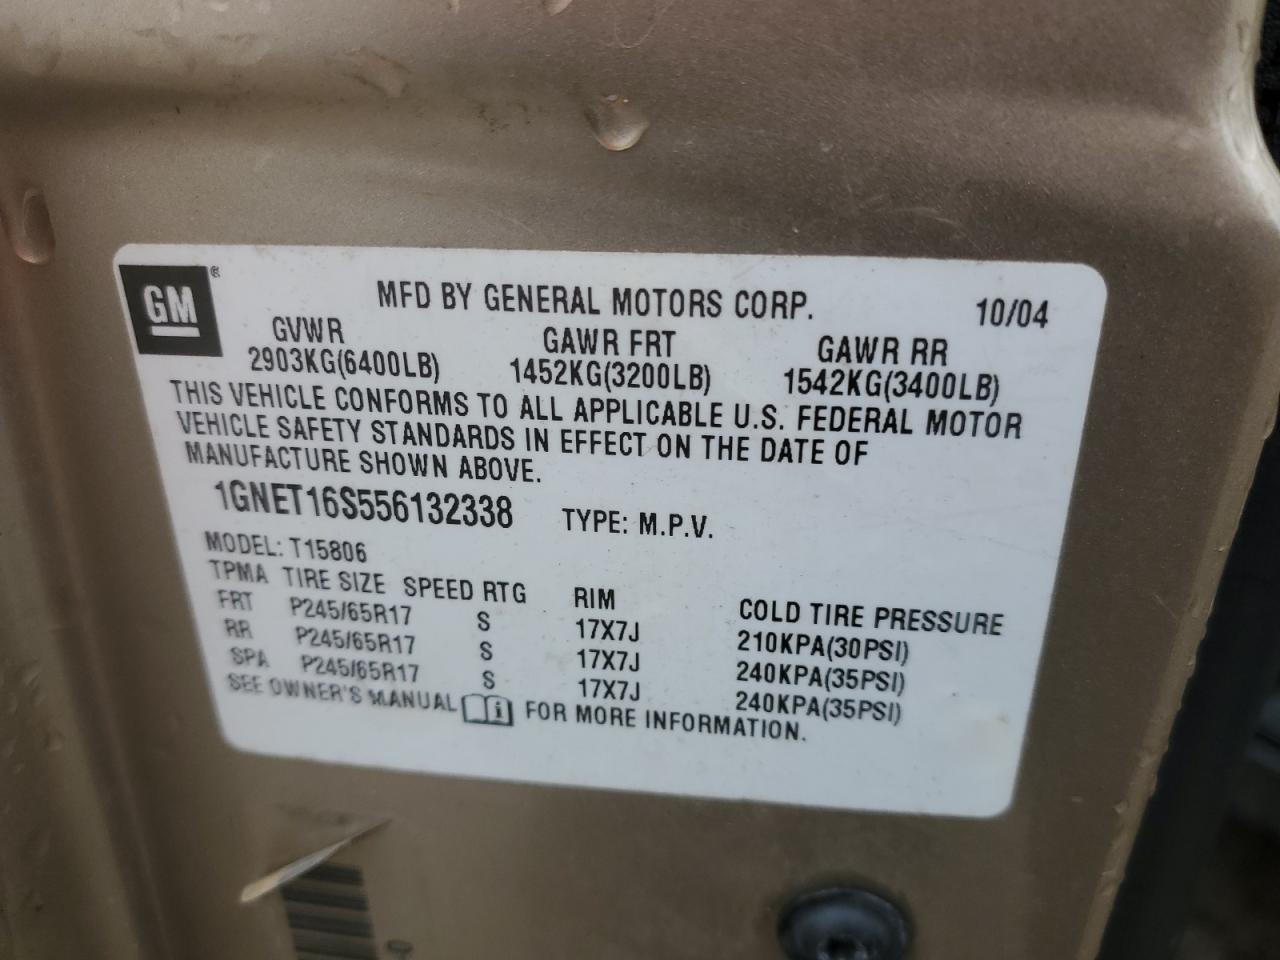 GM ®
MFD BY GENERAL MOTORS CORP. 10/04
GVWR GAWR FRT GAWR RR
2903KG(6400LB) 1452KG(3200LB) 1542KG(3400LB)
THIS VEHICLE CONFORMS TO ALL APPLICABLE U.S. FEDERAL MOTOR
VEHICLE SAFETY STANDARDS IN EFFECT ON THE DATE OF
MANUFACTURE SHOWN ABOVE.
1GNET16S556132338 TYPE: M.P.V.
MODEL: T15806
TPMA TIRE SIZE SPEED RTG RIM COLD TIRE PRESSURE
FRT P245/65R17 S 17X7J 210KPA(30PSI)
RR P245/65R17 S 17X7J 240KPA(35PSI)
SPA P245/65R17 S 17X7J 240KPA(35PSI)
SEE OWNER'S MANUAL i FOR MORE INFORMATION.